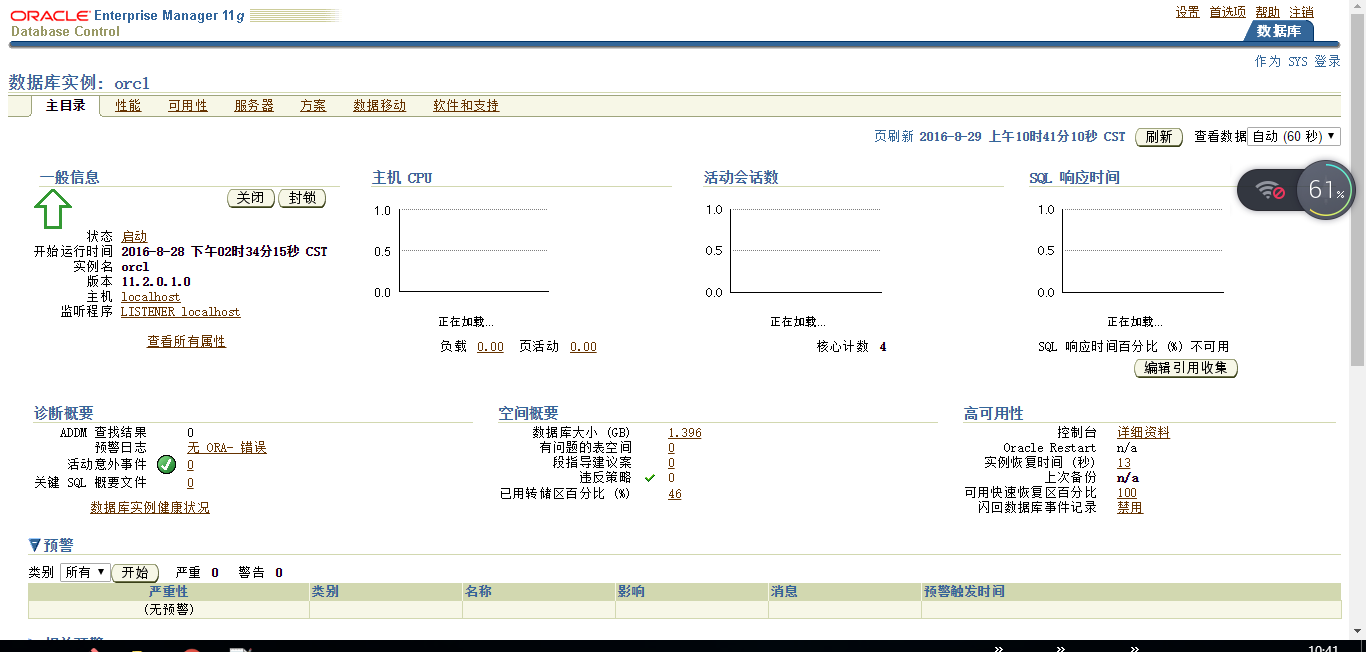 ORACLE Enterprise Manager 11g
Database Control
设置 首选项 帮助 注销
数据库
作为 SYS 登录
数据库实例: orcl
主目录 性能 可用性 服务器 方案 数据移动 软件和支持
页刷新 2016-8-29 上午10时41分10秒 CST 刷新 查看数据 自动 (60 秒)
一般信息
关闭 封锁
状态 启动
开始运行时间 2016-8-28 下午02时34分15秒 CST
实例名 orcl
版本 11.2.0.1.0
主机 localhost
监听程序 LISTENER_localhost
查看所有属性
主机 CPU
1.0
0.5
0.0
正在加载...
负载 0.00 页活动 0.00
活动会话数
1.0
0.5
0.0
正在加载...
核心计数 4
SQL 响应时间
1.0
0.5
0.0
正在加载...
SQL 响应时间百分比 (%) 不可用
编辑引用收集
61%
诊断概要
ADDM 查找结果 0
预警日志 无 ORA- 错误
活动意外事件 0
关键 SQL 概要文件 0
数据库实例健康状况
空间概要
数据库大小 (GB) 1.396
有问题的表空间 0
段指导建议案 0
违反策略 0
已用转储区百分比 (%) 46
高可用性
控制台 详细资料
Oracle Restart n/a
实例恢复时间 (秒) 13
上次备份 n/a
可用快速恢复区百分比 100
闪回数据库事件记录 禁用
预警
类别 所有 开始 严重 0 警告 0
严重性 类别 名称 影响 消息 预警触发时间
(无预警)
相关预警
10:41